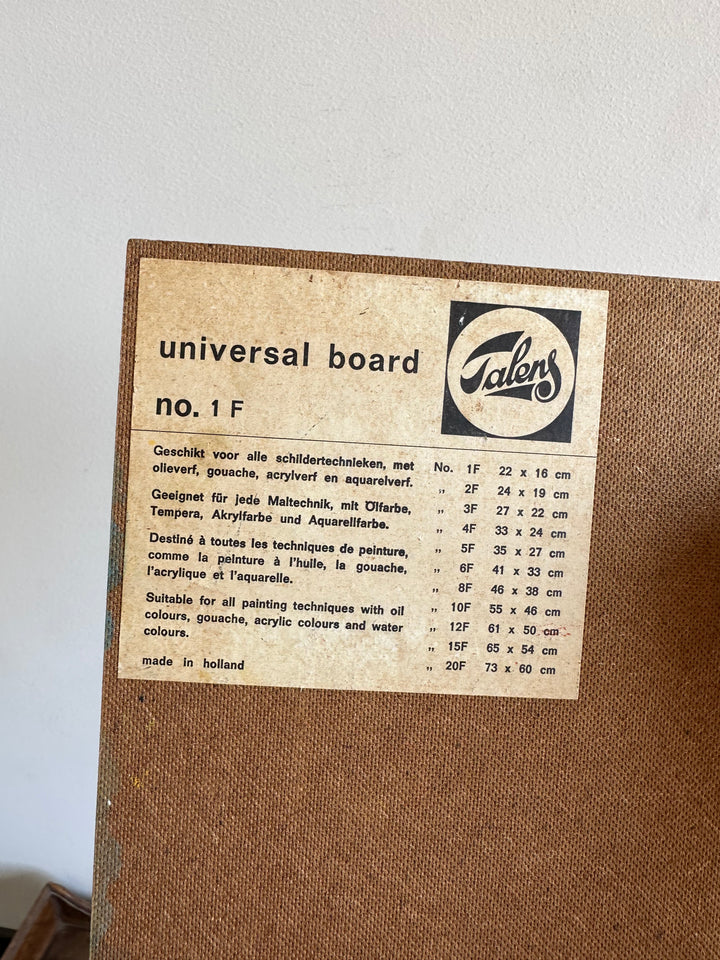 universal board
Talens
no. 1 F
Geschikt voor alle schildertechnieken, met
olieverf, gouache, acrylverf en aquarelverf.
Geeignet für jede Maltechnik, mit Ölfarbe,
Tempera, Akrylfarbe und Aquarellfarbe.
Destiné à toutes les techniques de peinture,
comme la peinture à l'huile, la gouache,
l'acrylique et l'aquarelle.
Suitable for all painting techniques with oil
colours, gouache, acrylic colours and water
colours.
made in holland
No. 1F 22 x 16 cm
„ 2F 24 x 19 cm
„ 3F 27 x 22 cm
„ 4F 33 x 24 cm
„ 5F 35 x 27 cm
„ 6F 41 x 33 cm
„ 8F 46 x 38 cm
„ 10F 55 x 46 cm
„ 12F 61 x 50 cm
„ 15F 65 x 54 cm
„ 20F 73 x 60 cm